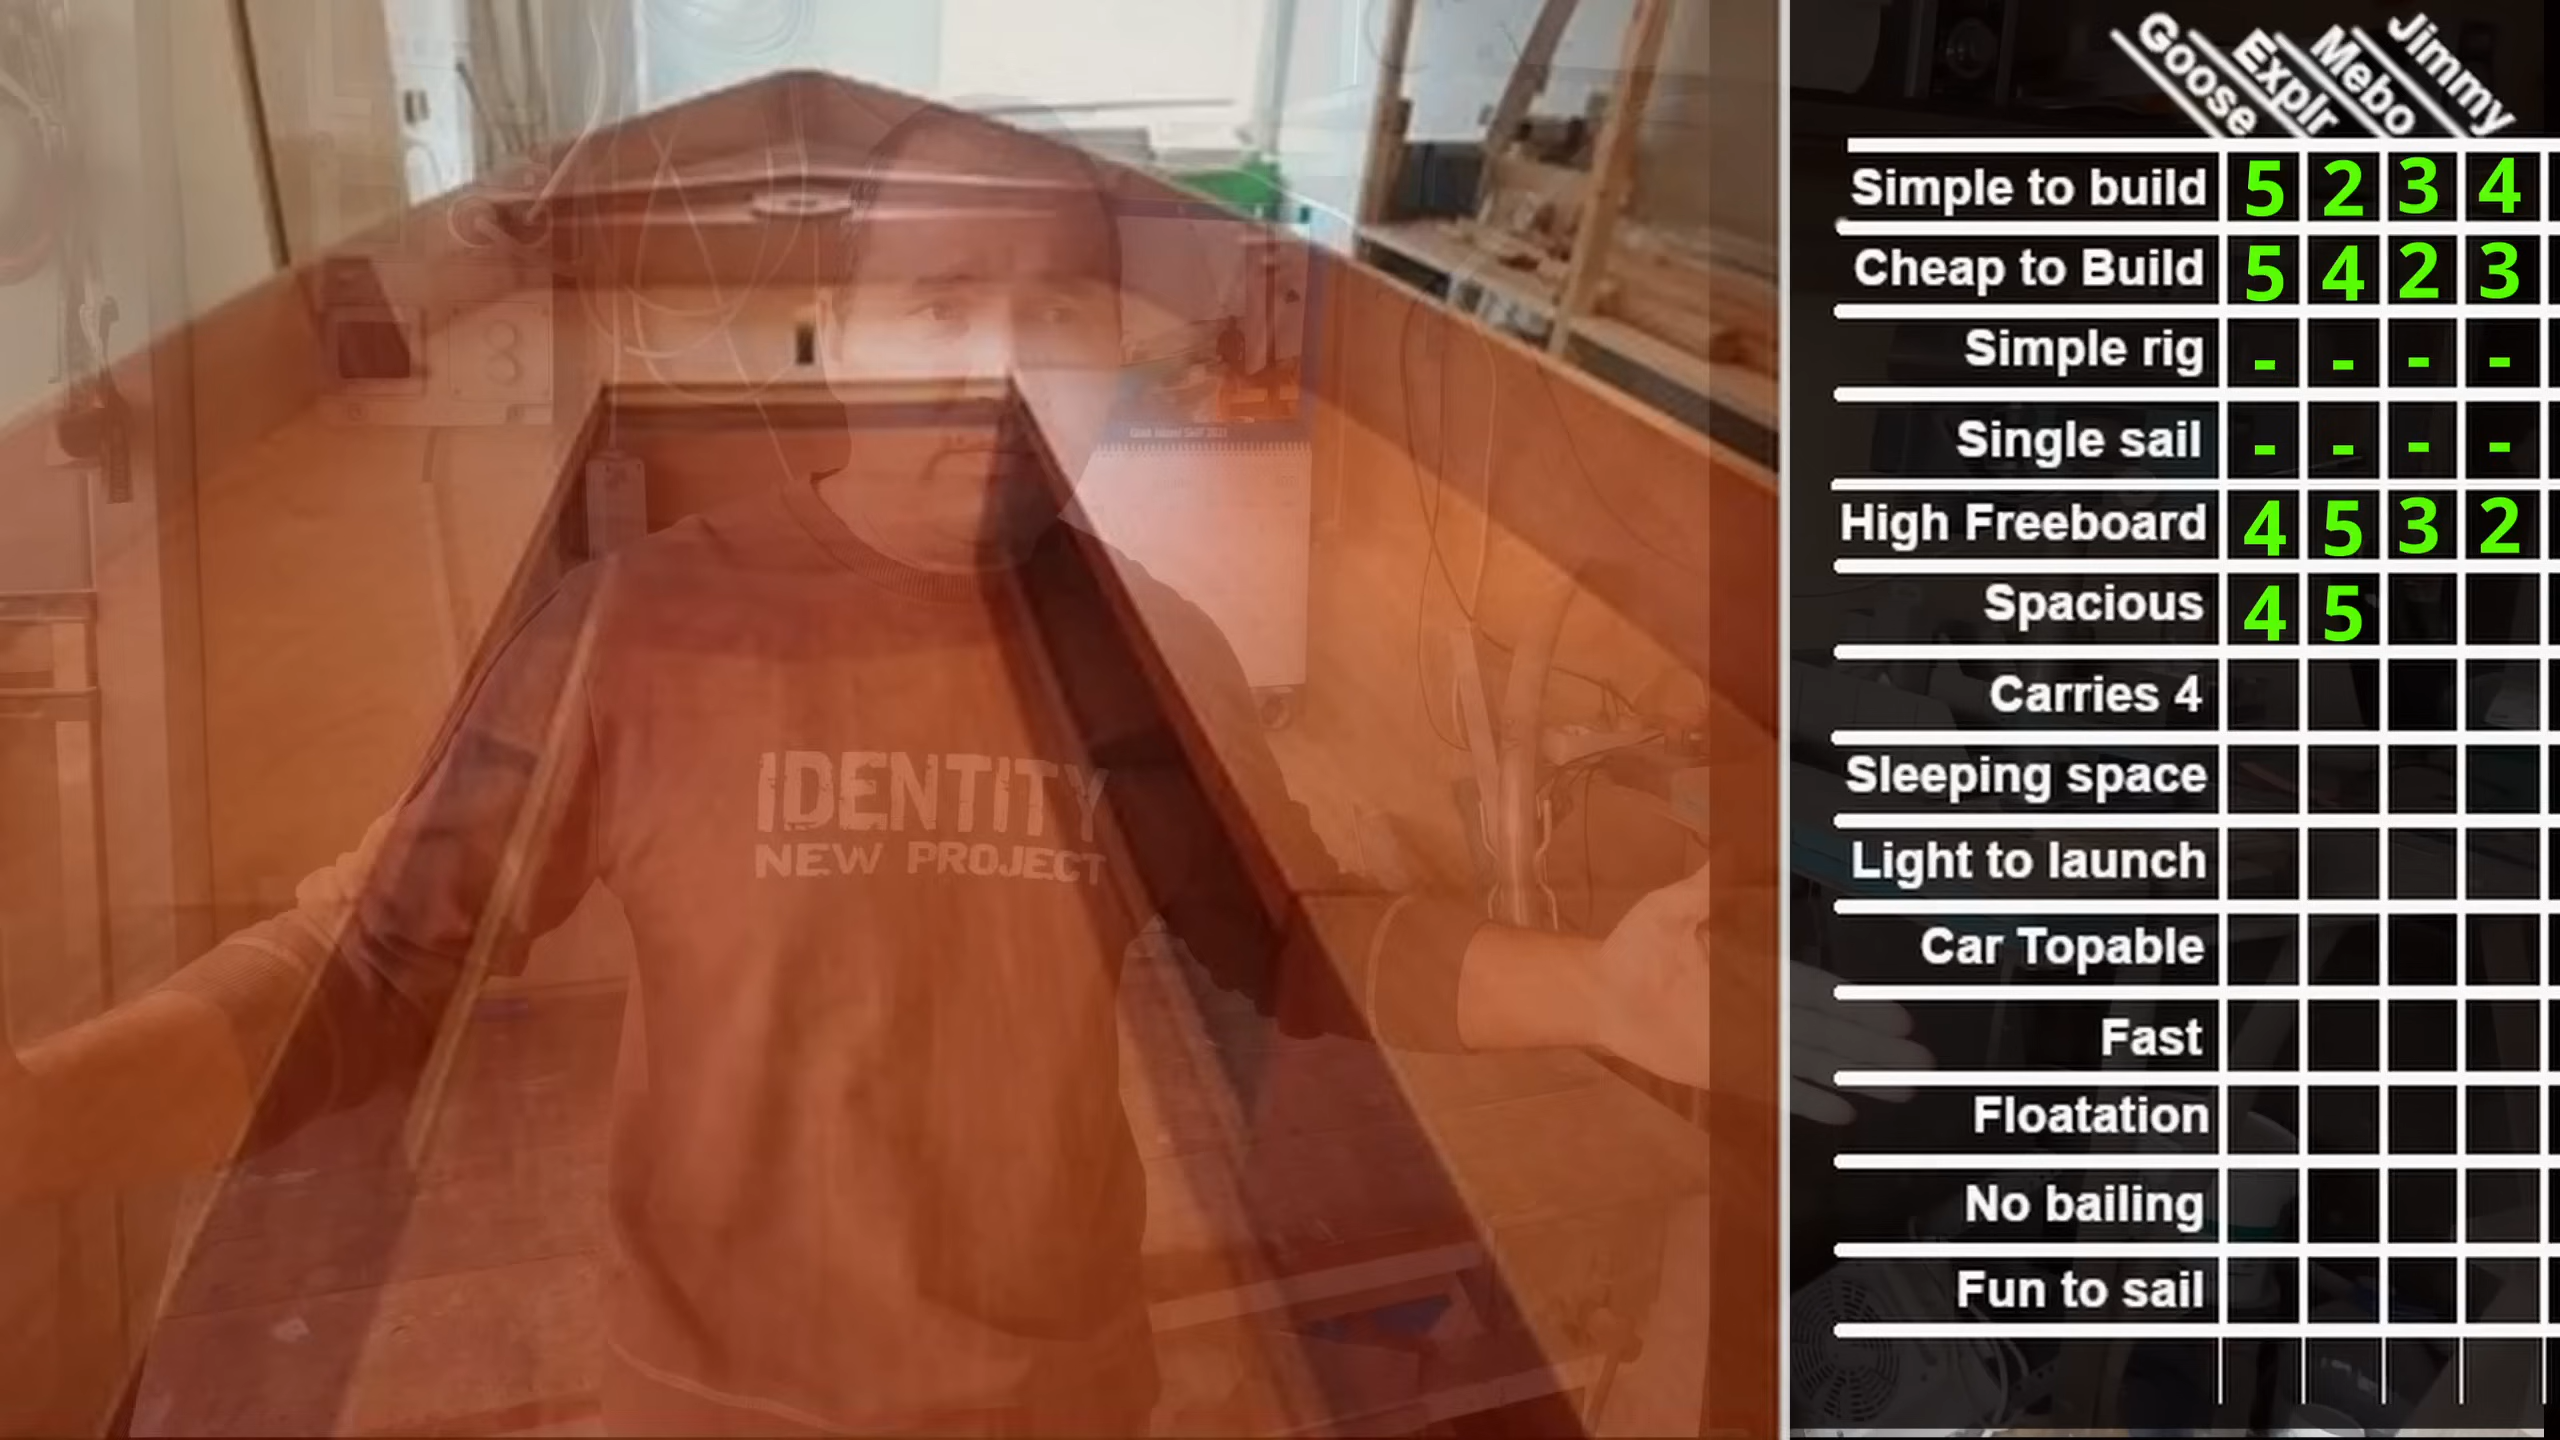 Goose Explr Mebo Jimmy
Simple to build 5 2 3 4
Cheap to Build 5 4 2 3
Simple rig - - - -
Single sail - - - -
High Freeboard 4 5 3 2
Spacious 4 5
Carries 4
Sleeping space
Light to launch
Car Topable
Fast
Floatation
No bailing
Fun to sail
IDENTITY
NEW PROJECT